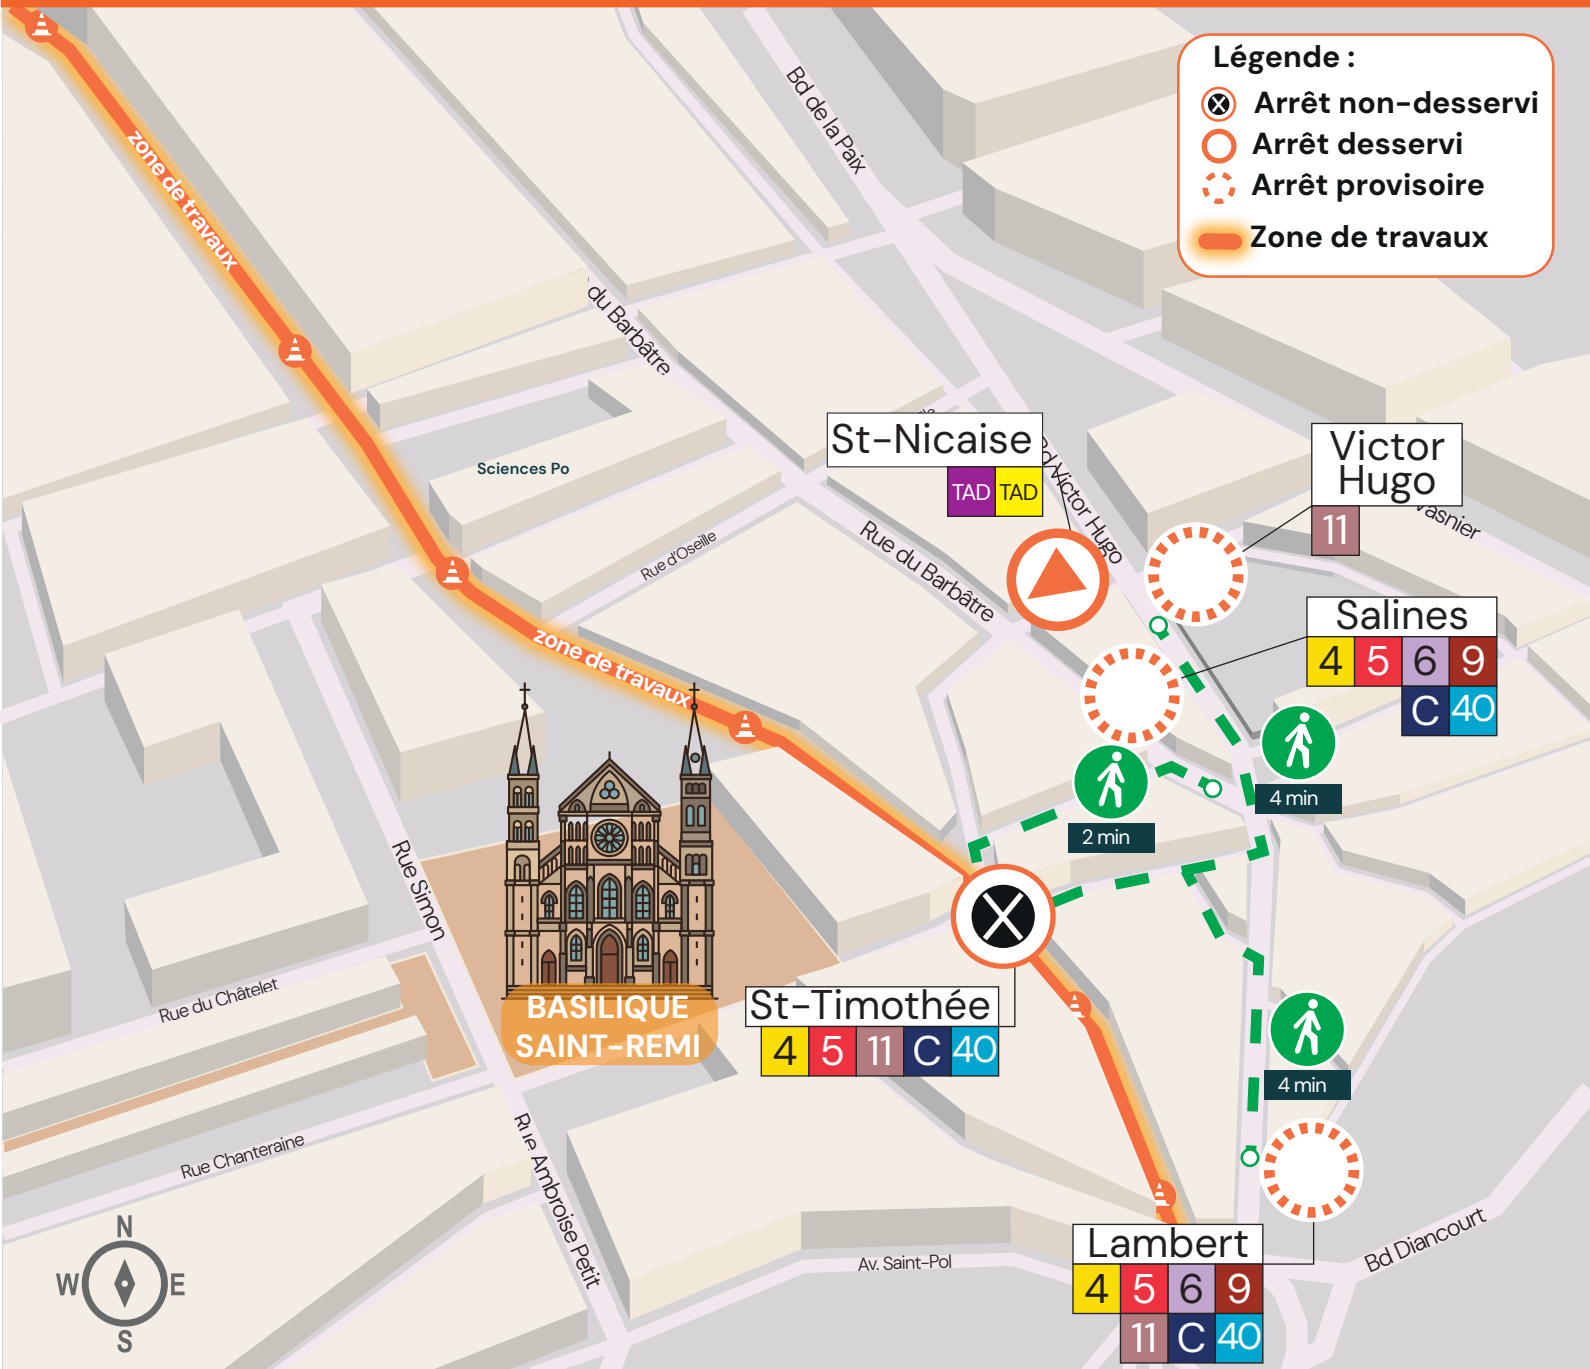 Légende :
Arrêt non-desservi
Arrêt desservi
Arrêt provisoire
Zone de travaux
Bd de la Paix
zone de travaux
du Barbâtre
St-Nicaise
TAD TAD
Bd Victor Hugo
Victor
Hugo
11
Vasnier
Sciences Po
Rue d'Oseille
Rue du Barbâtre
Salines
4 5 6 9
C 40
zone de travaux
4 min
2 min
Rue Simon
BASILIQUE
SAINT-REMI
St-Timothée
4 5 11 C 40
Rue du Châtelet
4 min
Rue Chanteraine
Rue Ambroise Petit
Av. Saint-Pol
Bd Diancourt
Lambert
4 5 6 9
11 C 40
N
W E
S